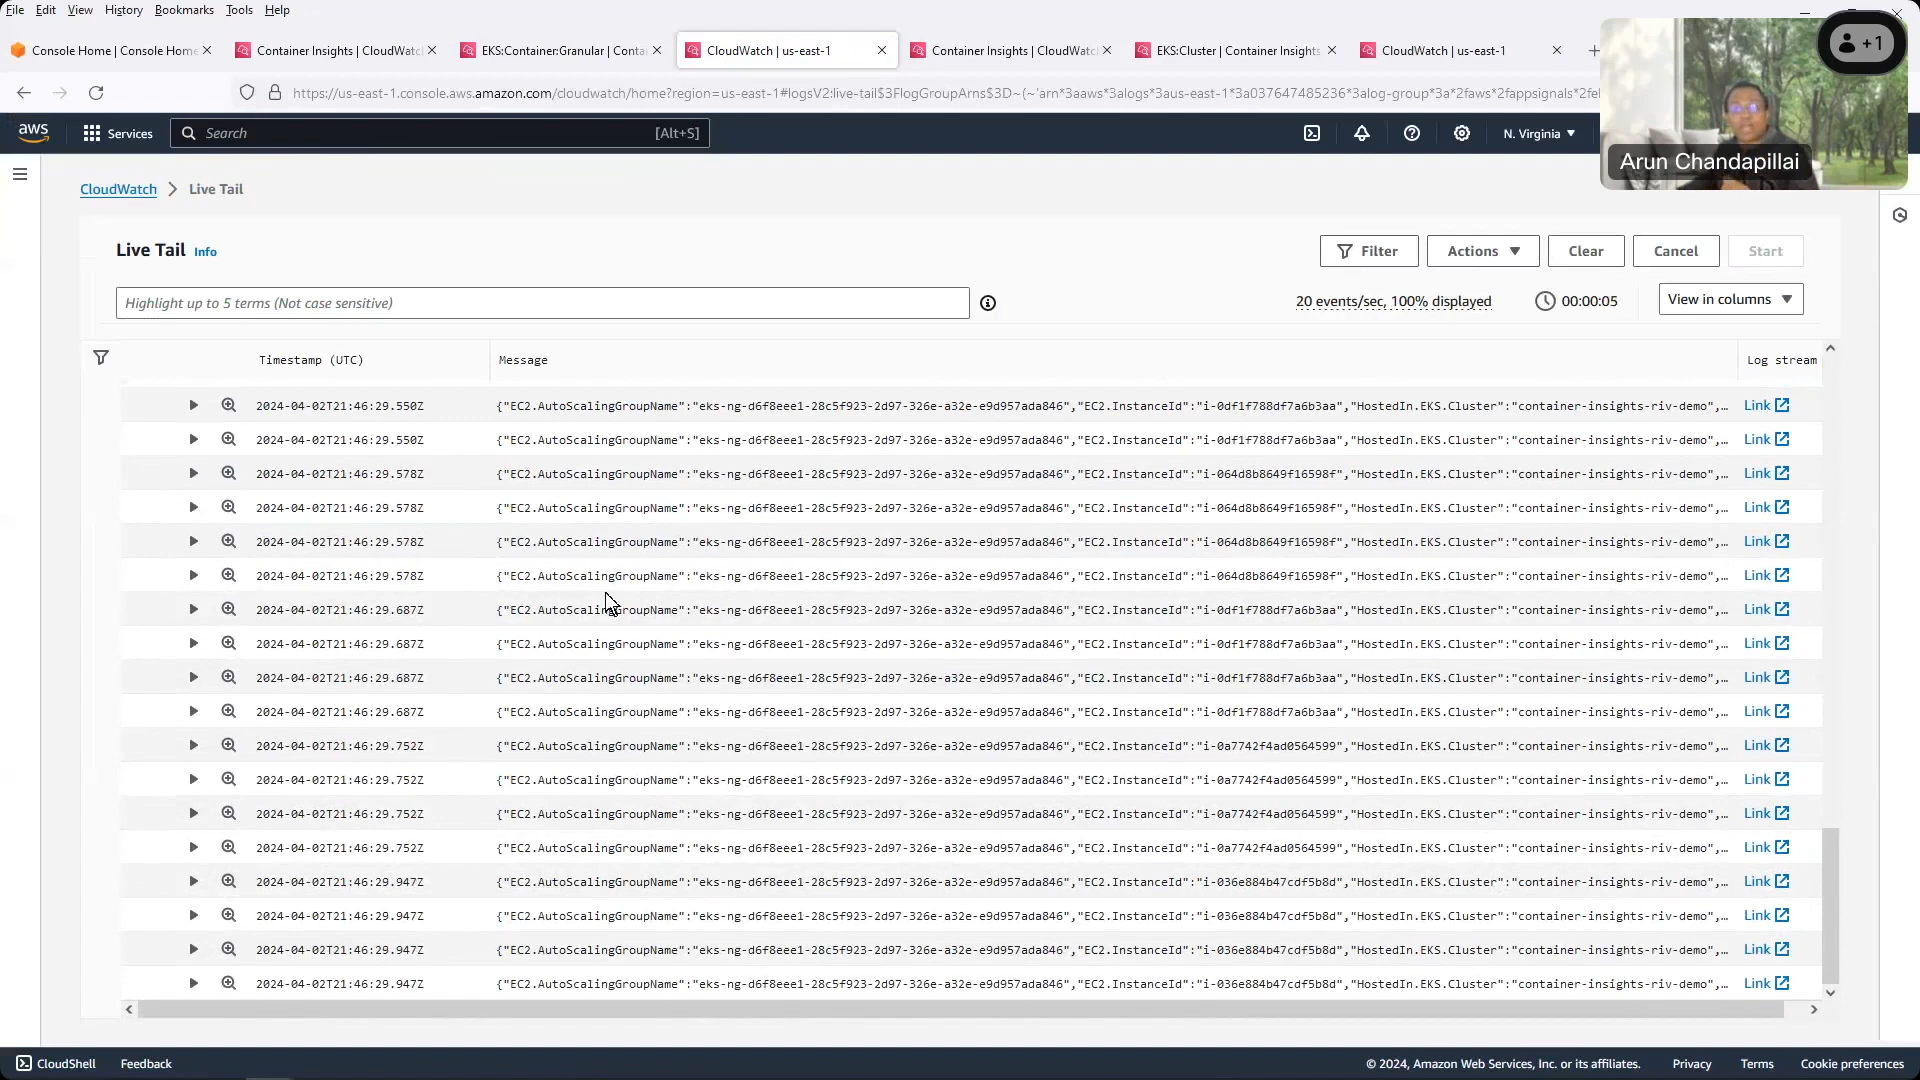 File Edit View History Bookmarks Tools Help
Console Home | Console Home
Container Insights | CloudWatc
EKS:Container:Granular | Conta
CloudWatch | us-east-1
Container Insights | CloudWatc
EKS:Cluster | Container Insights
CloudWatch | us-east-1
+1
https://us-east-1.console.aws.amazon.com/cloudwatch/home?region=us-east-1#logsV2:live-tail$3FlogGroupArns$3D~(~'arn*3aaws*3alogs*3aus-east-1*3a037647485236*3alog-group*3a*2faws*2fappsignals*2fel
aws Services Search [Alt+S] N. Virginia
Arun Chandapillai
CloudWatch > Live Tail
Live Tail Info Filter Actions Clear Cancel Start
Highlight up to 5 terms (Not case sensitive) 20 events/sec, 100% displayed 00:00:05 View in columns
Timestamp (UTC) Message Log stream
2024-04-02T21:46:29.550Z {"EC2.AutoScalingGroupName":"eks-ng-d6f8eee1-28c5f923-2d97-326e-a32e-e9d957ada846","EC2.InstanceId":"i-0df1f788df7a6b3aa","HostedIn.EKS.Cluster":"container-insights-riv-demo",… Link
2024-04-02T21:46:29.550Z {"EC2.AutoScalingGroupName":"eks-ng-d6f8eee1-28c5f923-2d97-326e-a32e-e9d957ada846","EC2.InstanceId":"i-0df1f788df7a6b3aa","HostedIn.EKS.Cluster":"container-insights-riv-demo",… Link
2024-04-02T21:46:29.578Z {"EC2.AutoScalingGroupName":"eks-ng-d6f8eee1-28c5f923-2d97-326e-a32e-e9d957ada846","EC2.InstanceId":"i-064d8b8649f16598f","HostedIn.EKS.Cluster":"container-insights-riv-demo",… Link
2024-04-02T21:46:29.578Z {"EC2.AutoScalingGroupName":"eks-ng-d6f8eee1-28c5f923-2d97-326e-a32e-e9d957ada846","EC2.InstanceId":"i-064d8b8649f16598f","HostedIn.EKS.Cluster":"container-insights-riv-demo",… Link
2024-04-02T21:46:29.578Z {"EC2.AutoScalingGroupName":"eks-ng-d6f8eee1-28c5f923-2d97-326e-a32e-e9d957ada846","EC2.InstanceId":"i-064d8b8649f16598f","HostedIn.EKS.Cluster":"container-insights-riv-demo",… Link
2024-04-02T21:46:29.578Z {"EC2.AutoScalingGroupName":"eks-ng-d6f8eee1-28c5f923-2d97-326e-a32e-e9d957ada846","EC2.InstanceId":"i-064d8b8649f16598f","HostedIn.EKS.Cluster":"container-insights-riv-demo",… Link
2024-04-02T21:46:29.687Z {"EC2.AutoScalingGroupName":"eks-ng-d6f8eee1-28c5f923-2d97-326e-a32e-e9d957ada846","EC2.InstanceId":"i-0df1f788df7a6b3aa","HostedIn.EKS.Cluster":"container-insights-riv-demo",… Link
2024-04-02T21:46:29.687Z {"EC2.AutoScalingGroupName":"eks-ng-d6f8eee1-28c5f923-2d97-326e-a32e-e9d957ada846","EC2.InstanceId":"i-0df1f788df7a6b3aa","HostedIn.EKS.Cluster":"container-insights-riv-demo",… Link
2024-04-02T21:46:29.687Z {"EC2.AutoScalingGroupName":"eks-ng-d6f8eee1-28c5f923-2d97-326e-a32e-e9d957ada846","EC2.InstanceId":"i-0df1f788df7a6b3aa","HostedIn.EKS.Cluster":"container-insights-riv-demo",… Link
2024-04-02T21:46:29.687Z {"EC2.AutoScalingGroupName":"eks-ng-d6f8eee1-28c5f923-2d97-326e-a32e-e9d957ada846","EC2.InstanceId":"i-0df1f788df7a6b3aa","HostedIn.EKS.Cluster":"container-insights-riv-demo",… Link
2024-04-02T21:46:29.752Z {"EC2.AutoScalingGroupName":"eks-ng-d6f8eee1-28c5f923-2d97-326e-a32e-e9d957ada846","EC2.InstanceId":"i-0a7742f4ad0564599","HostedIn.EKS.Cluster":"container-insights-riv-demo",… Link
2024-04-02T21:46:29.752Z {"EC2.AutoScalingGroupName":"eks-ng-d6f8eee1-28c5f923-2d97-326e-a32e-e9d957ada846","EC2.InstanceId":"i-0a7742f4ad0564599","HostedIn.EKS.Cluster":"container-insights-riv-demo",… Link
2024-04-02T21:46:29.752Z {"EC2.AutoScalingGroupName":"eks-ng-d6f8eee1-28c5f923-2d97-326e-a32e-e9d957ada846","EC2.InstanceId":"i-0a7742f4ad0564599","HostedIn.EKS.Cluster":"container-insights-riv-demo",… Link
2024-04-02T21:46:29.752Z {"EC2.AutoScalingGroupName":"eks-ng-d6f8eee1-28c5f923-2d97-326e-a32e-e9d957ada846","EC2.InstanceId":"i-0a7742f4ad0564599","HostedIn.EKS.Cluster":"container-insights-riv-demo",… Link
2024-04-02T21:46:29.947Z {"EC2.AutoScalingGroupName":"eks-ng-d6f8eee1-28c5f923-2d97-326e-a32e-e9d957ada846","EC2.InstanceId":"i-036e884b47cdf5b8d","HostedIn.EKS.Cluster":"container-insights-riv-demo",… Link
2024-04-02T21:46:29.947Z {"EC2.AutoScalingGroupName":"eks-ng-d6f8eee1-28c5f923-2d97-326e-a32e-e9d957ada846","EC2.InstanceId":"i-036e884b47cdf5b8d","HostedIn.EKS.Cluster":"container-insights-riv-demo",… Link
2024-04-02T21:46:29.947Z {"EC2.AutoScalingGroupName":"eks-ng-d6f8eee1-28c5f923-2d97-326e-a32e-e9d957ada846","EC2.InstanceId":"i-036e884b47cdf5b8d","HostedIn.EKS.Cluster":"container-insights-riv-demo",… Link
2024-04-02T21:46:29.947Z {"EC2.AutoScalingGroupName":"eks-ng-d6f8eee1-28c5f923-2d97-326e-a32e-e9d957ada846","EC2.InstanceId":"i-036e884b47cdf5b8d","HostedIn.EKS.Cluster":"container-insights-riv-demo",… Link
CloudShell Feedback © 2024, Amazon Web Services, Inc. or its affiliates. Privacy Terms Cookie preferences